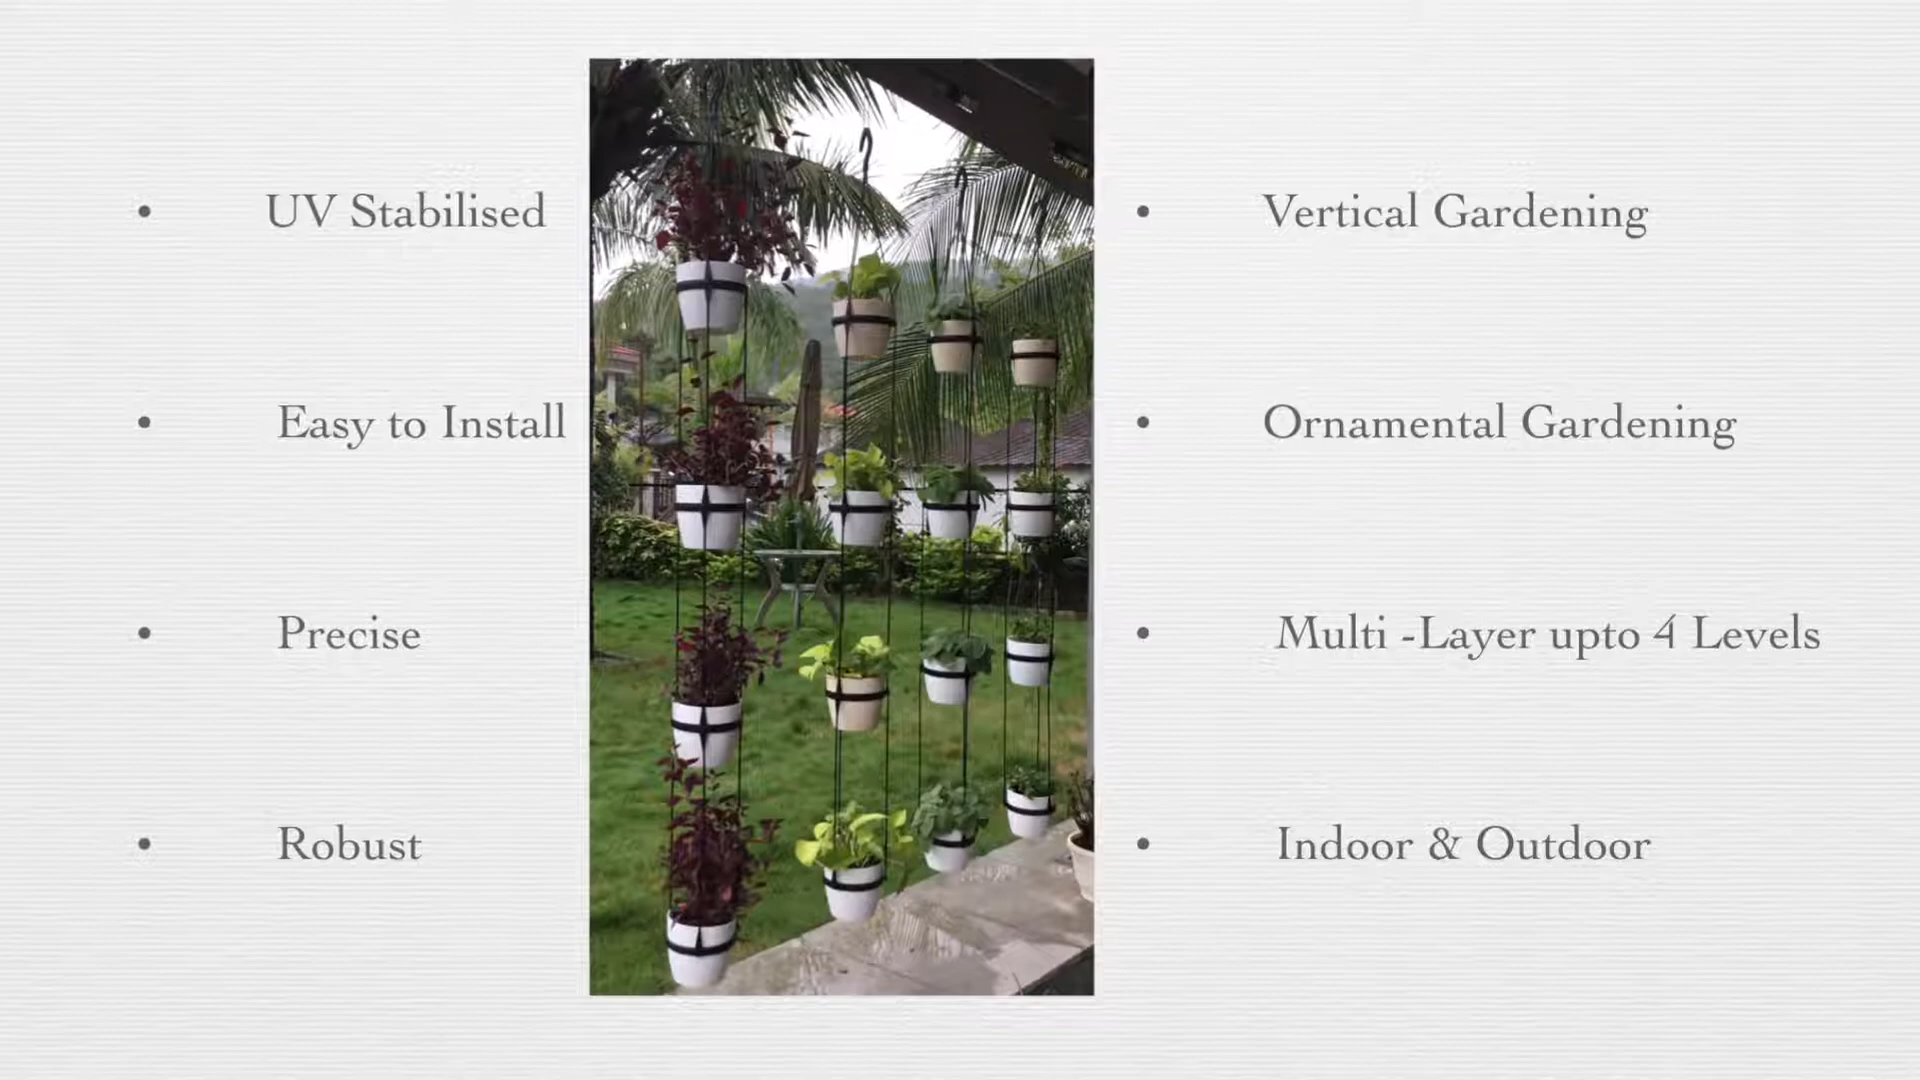 UV Stabilised
Easy to Install
Precise
Robust
Vertical Gardening
Ornamental Gardening
Multi -Layer upto 4 Levels
Indoor & Outdoor